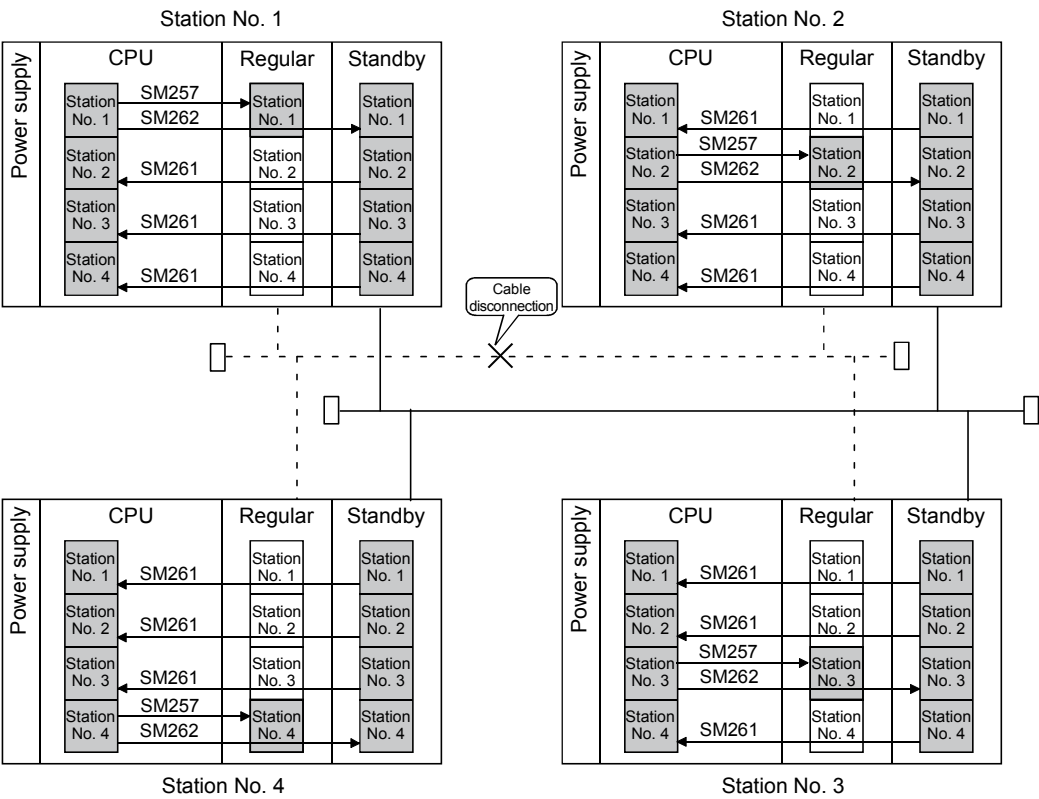 Station No. 1
Power supply
CPU
Regular
Standby
Station
No. 1
SM257
SM262
Station
No. 1
Station
No. 1
Station
No. 2
SM261
Station
No. 2
Station
No. 2
Station
No. 3
SM261
Station
No. 3
Station
No. 3
Station
No. 4
SM261
Station
No. 4
Station
No. 4
Station No. 2
Power supply
CPU
Regular
Standby
Station
No. 1
SM261
Station
No. 1
Station
No. 1
Station
No. 2
SM257
SM262
Station
No. 2
Station
No. 2
Station
No. 3
SM261
Station
No. 3
Station
No. 3
Station
No. 4
SM261
Station
No. 4
Station
No. 4
Cable
disconnection
Power supply
CPU
Regular
Standby
Station
No. 1
SM261
Station
No. 1
Station
No. 1
Station
No. 2
SM261
Station
No. 2
Station
No. 2
Station
No. 3
SM261
Station
No. 3
Station
No. 3
Station
No. 4
SM257
SM262
Station
No. 4
Station
No. 4
Station No. 4
Power supply
CPU
Regular
Standby
Station
No. 1
SM261
Station
No. 1
Station
No. 1
Station
No. 2
SM261
Station
No. 2
Station
No. 2
Station
No. 3
SM257
SM262
Station
No. 3
Station
No. 3
Station
No. 4
SM261
Station
No. 4
Station
No. 4
Station No. 3